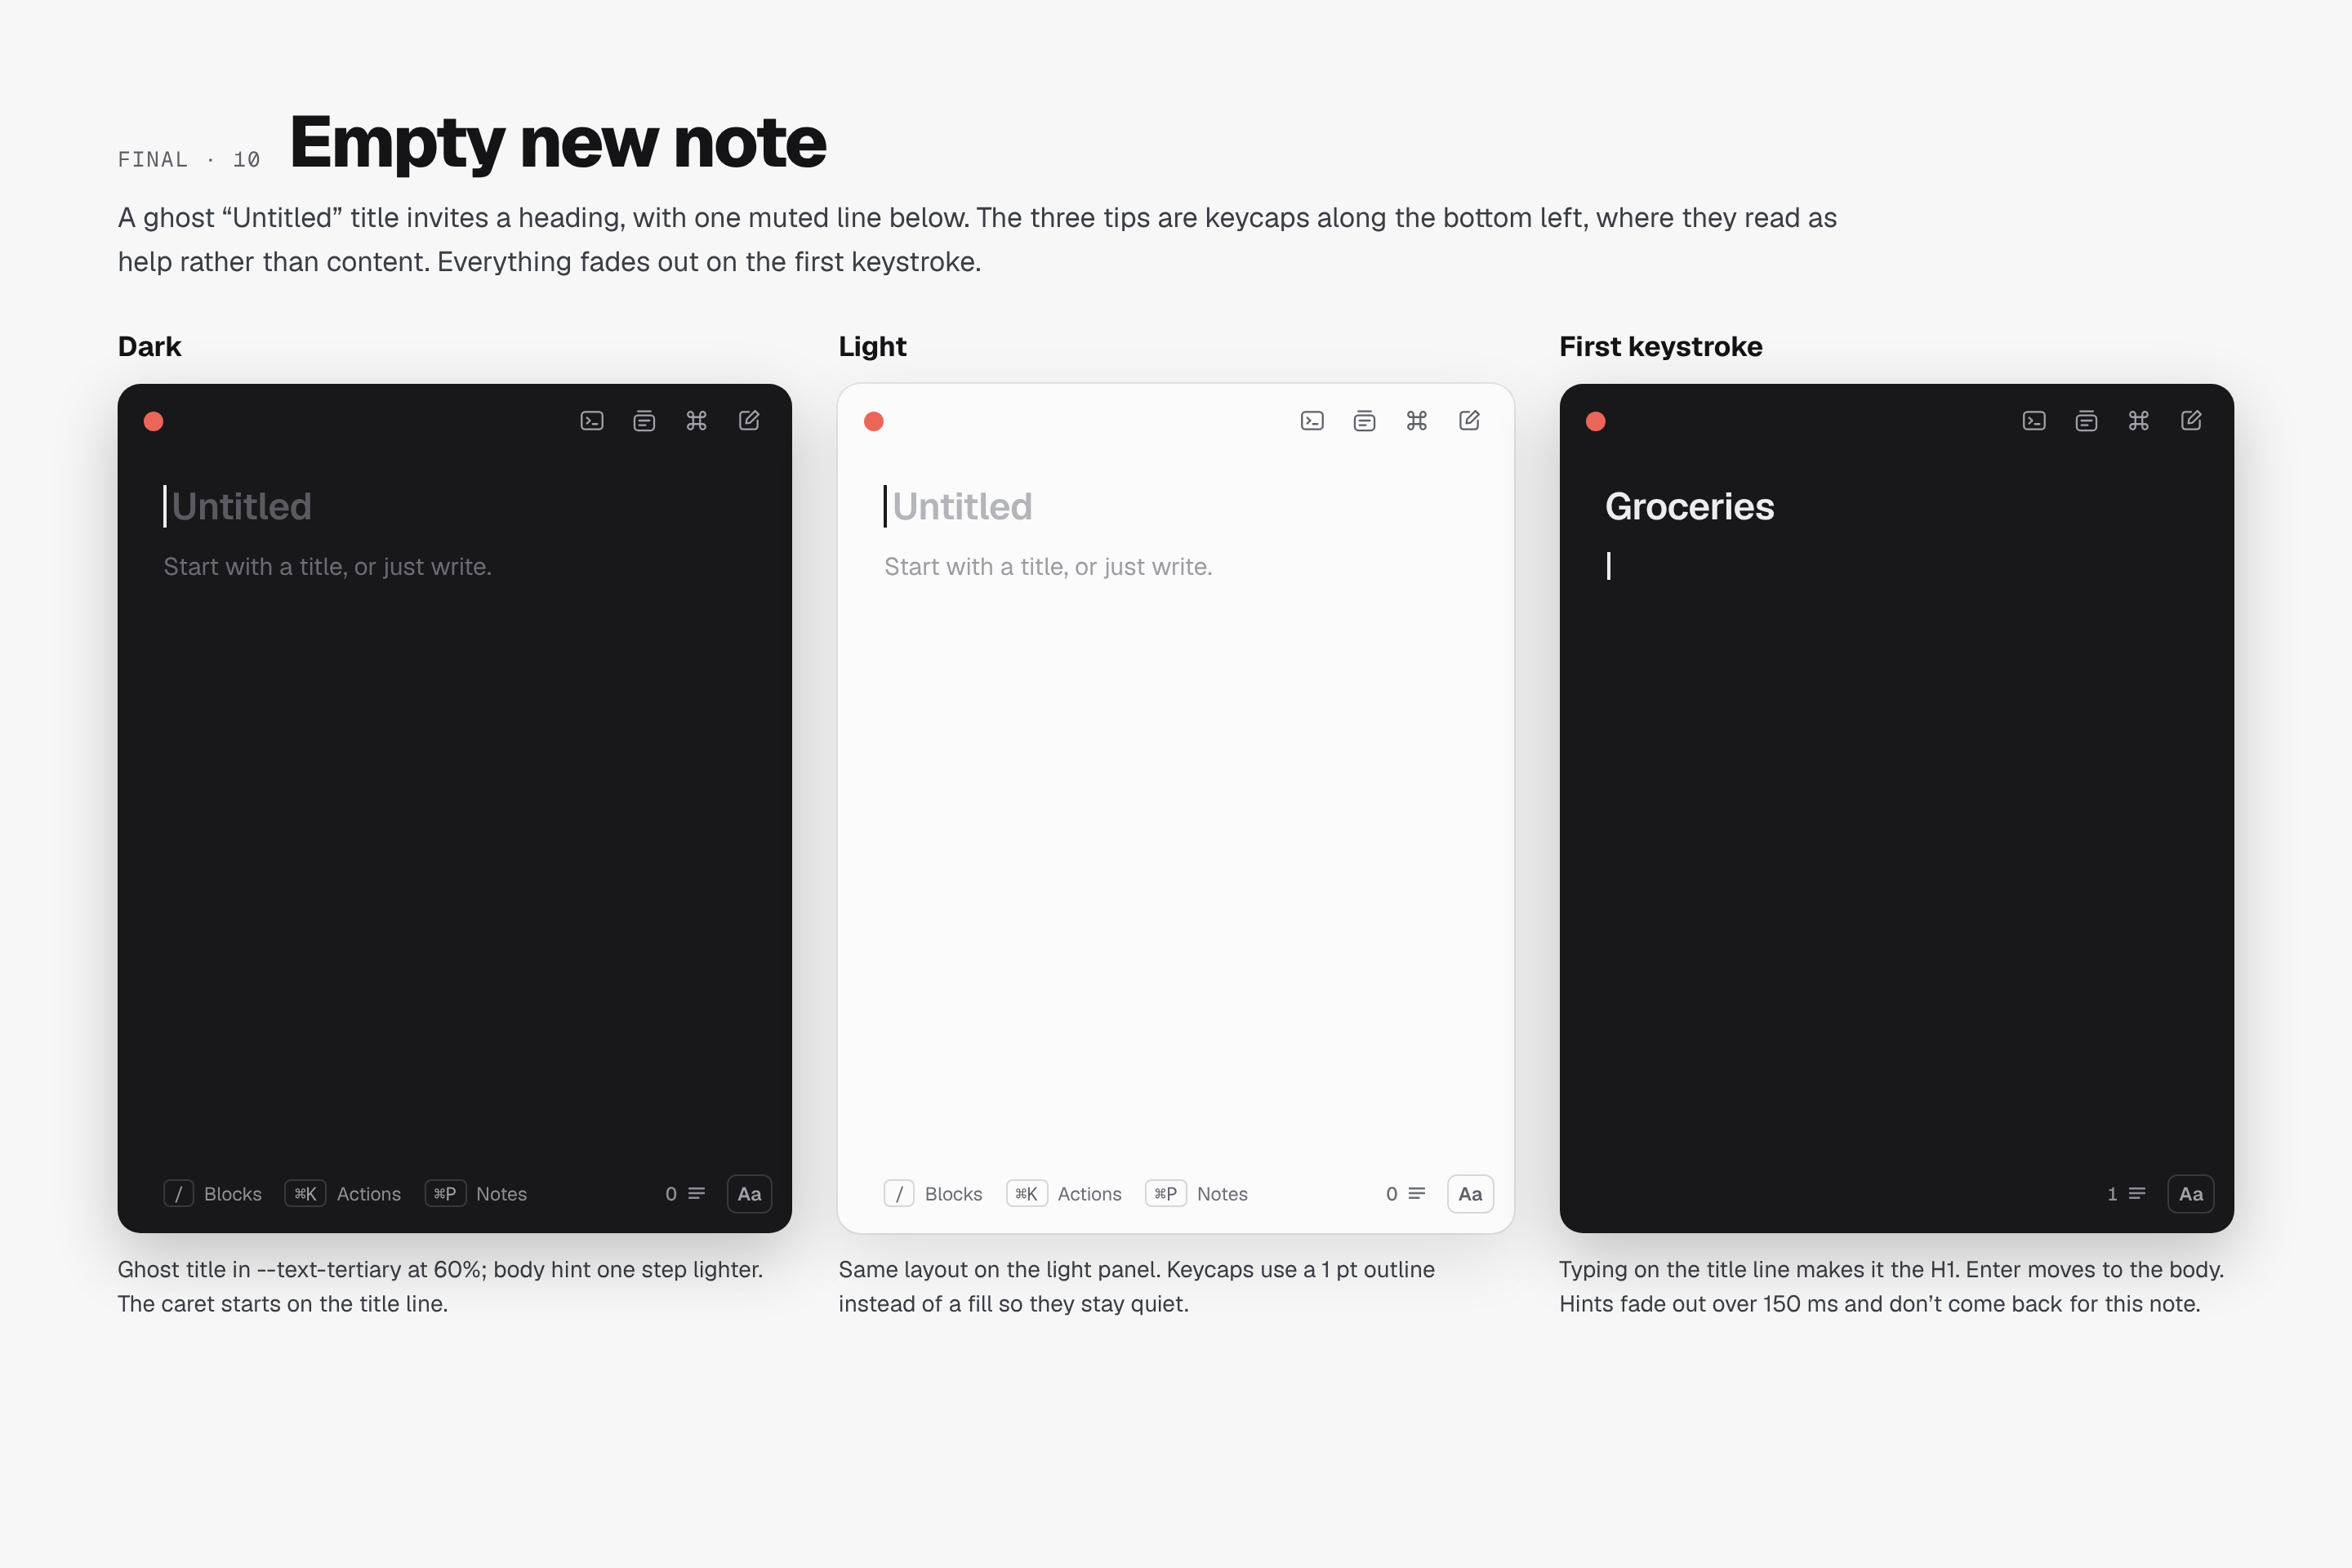 FINAL · 10 Empty new note
A ghost “Untitled” title invites a heading, with one muted line below. The three tips are keycaps along the bottom left, where they read as
help rather than content. Everything fades out on the first keystroke.
Dark
Untitled
Start with a title, or just write.
/ Blocks ⌘K Actions ⌘P Notes 0 Aa
Ghost title in --text-tertiary at 60%; body hint one step lighter.
The caret starts on the title line.
Light
Untitled
Start with a title, or just write.
/ Blocks ⌘K Actions ⌘P Notes 0 Aa
Same layout on the light panel. Keycaps use a 1 pt outline
instead of a fill so they stay quiet.
First keystroke
Groceries
1 Aa
Typing on the title line makes it the H1. Enter moves to the body.
Hints fade out over 150 ms and don’t come back for this note.